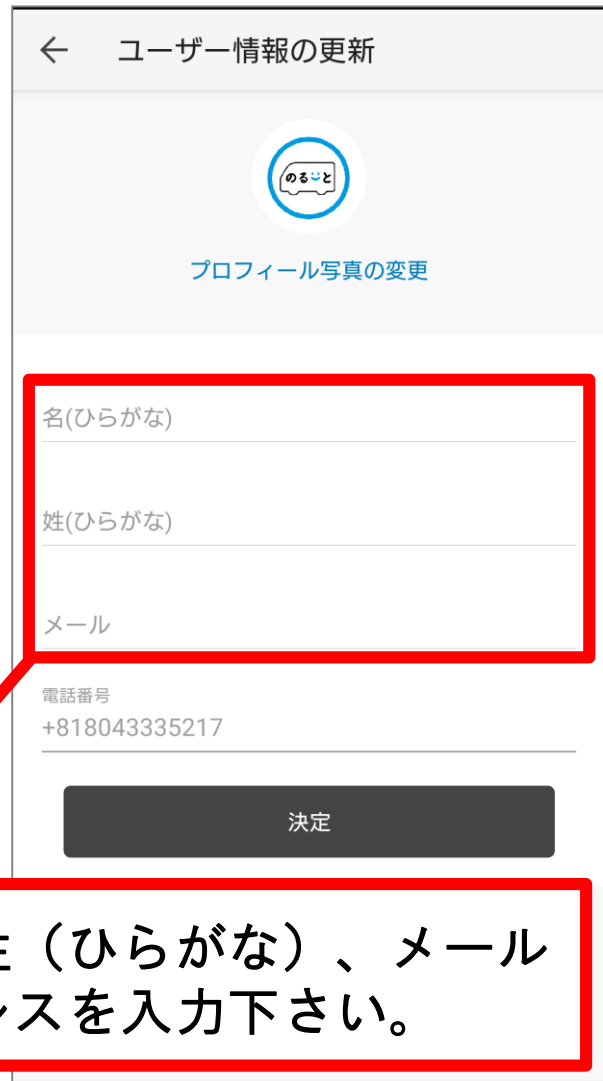 ユーザー情報の更新
のるーと
プロフィール写真の変更
名(ひらがな)
姓(ひらがな)
メール
電話番号
+818043335217
決定
（ひらがな）、メール
スを入力下さい。